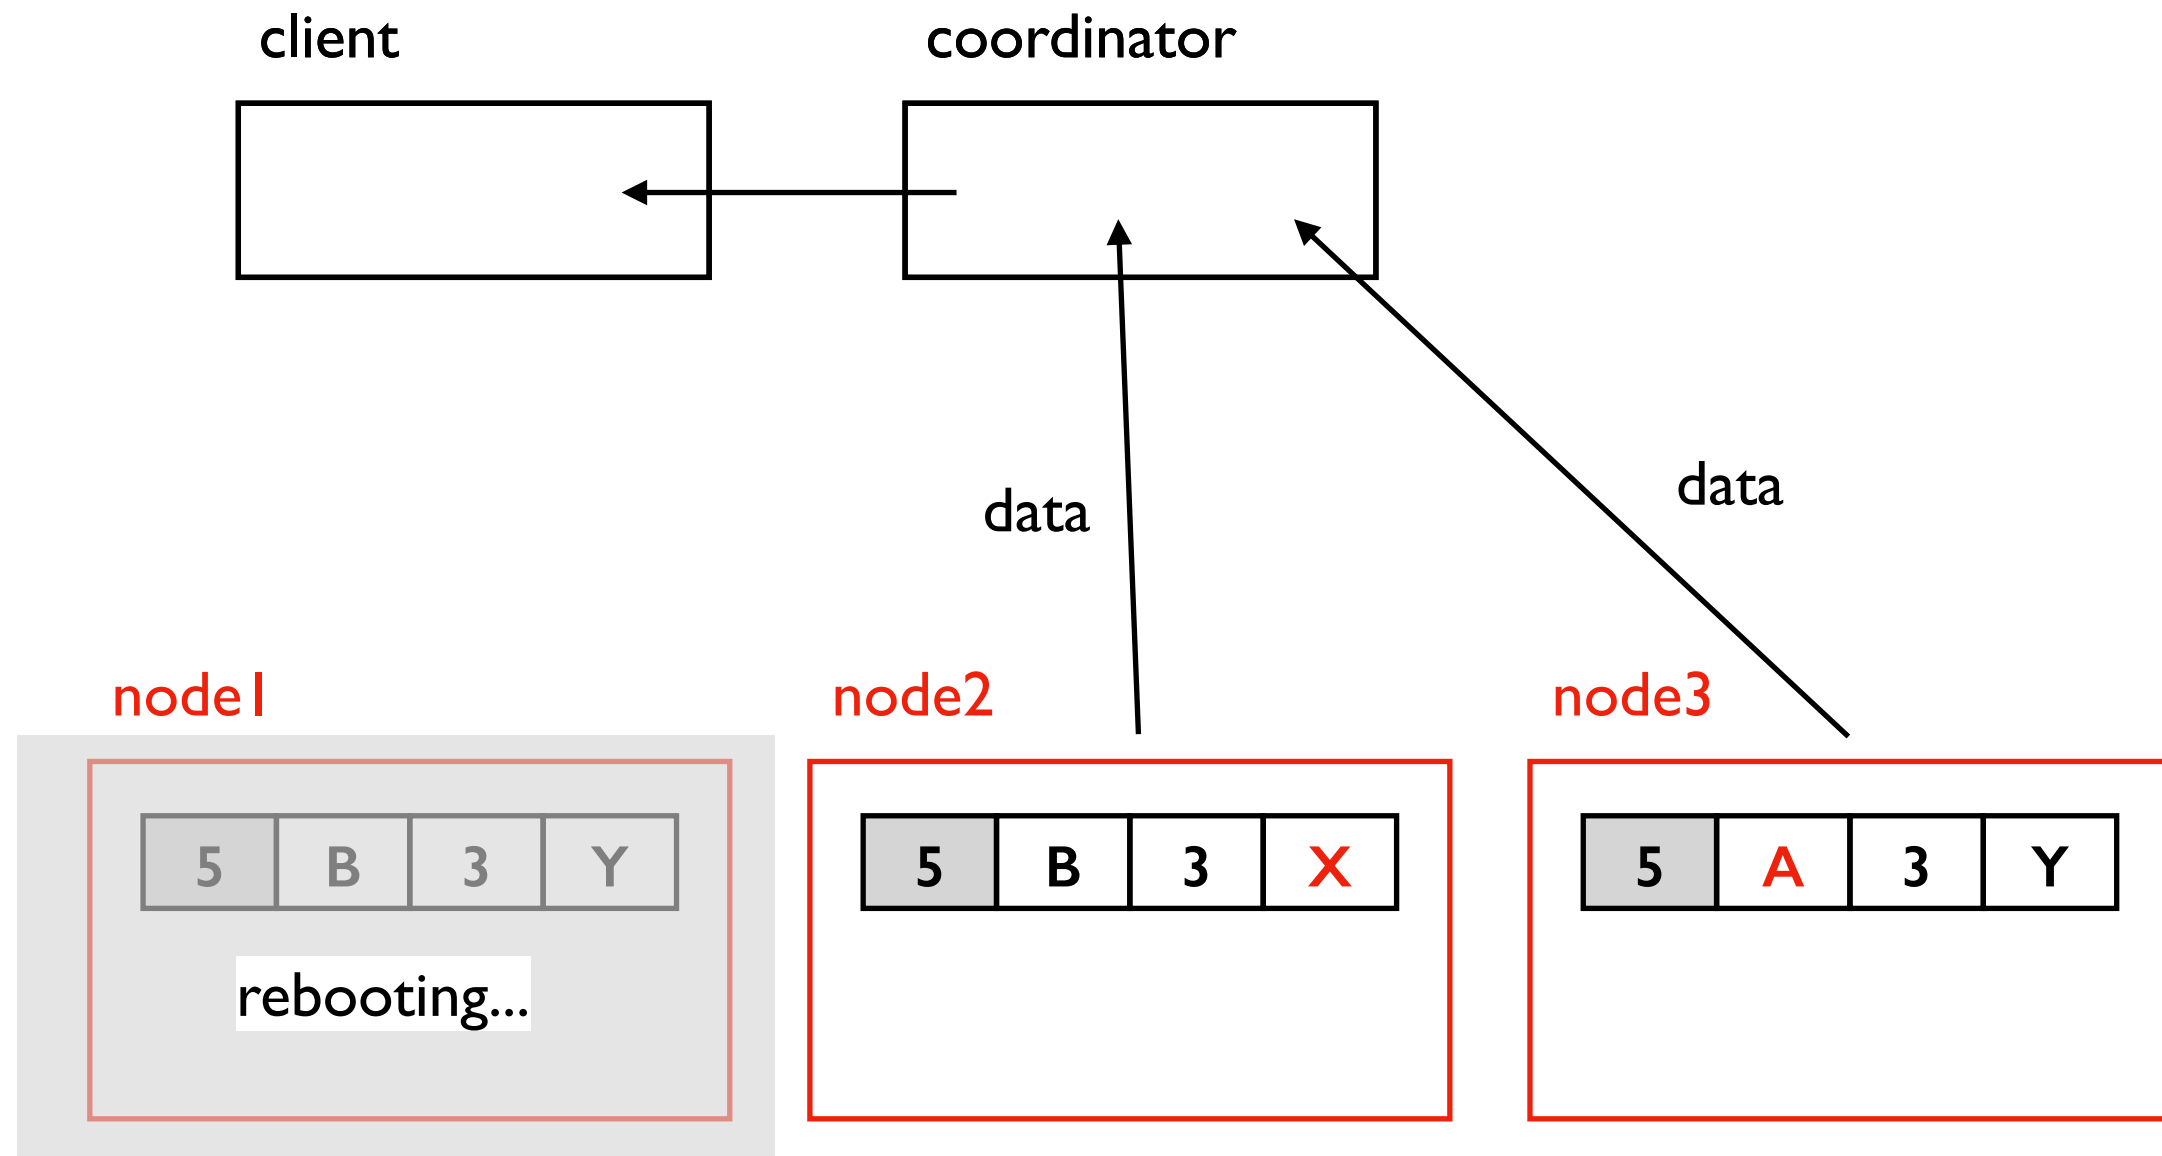 client
coordinator
data
data
node1
node2
node3
5 B 3 Y
5 B 3 X
5 A 3 Y
rebooting...